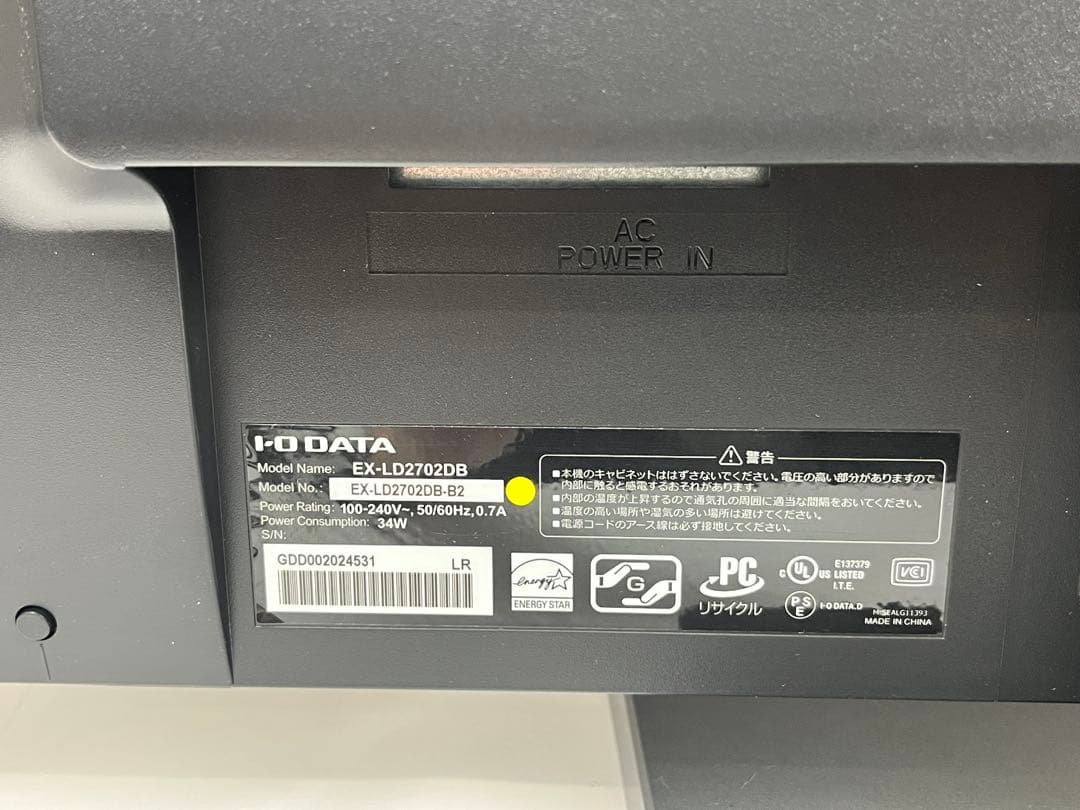 AC
POWER IN
I-O DATA
Model Name: EX-LD2702DB
Model No.: EX-LD2702DB-B2
Power Rating: 100-240V~, 50/60Hz, 0.7A
Power Consumption: 34W
S/N:
GDD002024531 LR
⚠警告
■本機のキャビネットははずさないでください。電圧の高い部分がありますので
内部に触ると感電するおそれがあります。
■内部の温度が上昇するので通気孔の周囲に適当な間隔をおいてください。
■温度の高い場所や湿気の多い場所は避けてください。
■電源コードのアース線は必ず接地してください。
energy
ENERGY STAR
G
PC
リサイクル
C UL US LISTED
E137379
I.T.E.
PSE
I-O DATA.D
VCI
MADE IN CHINA